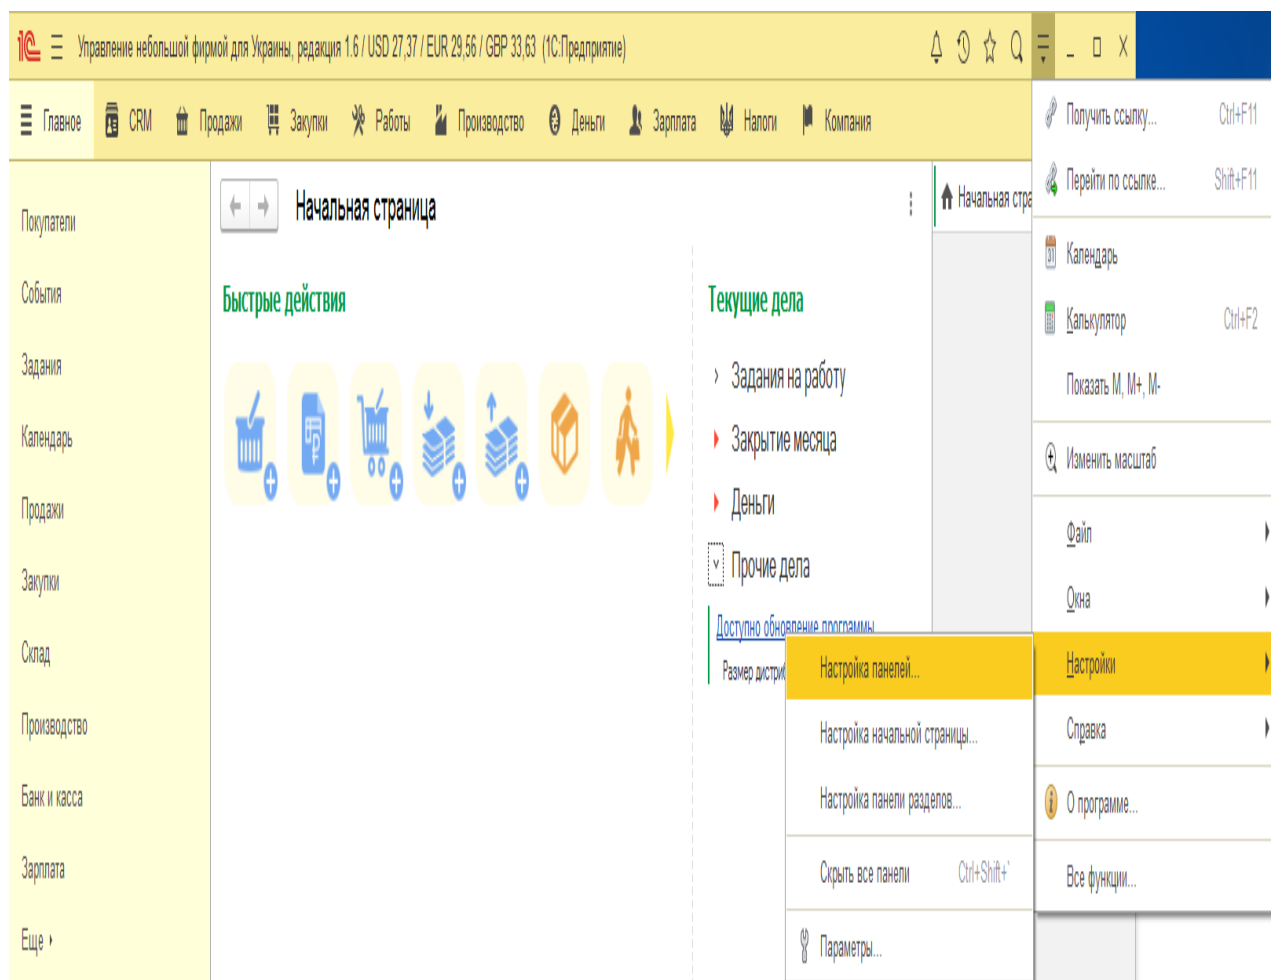 1С Управление небольшой фирмой для Украины, редакция 1.6 / USD 27,37 / EUR 29,56 / GBP 33,63 (1С:Предприятие)
Главное CRM Продажи Закупки Работы Производство Деньги Зарплата Налоги Компания
Покупатели
События
Задания
Календарь
Продажи
Закупки
Склад
Производство
Банк и касса
Зарплата
Еще
Начальная страница
Быстрые действия
Текущие дела
Задания на работу
Закрытие месяца
Деньги
Прочие дела
Доступно обновление программы
Размер дистриб
Начальная стра
Получить ссылку... Ctrl+F11
Перейти по ссылке... Shift+F11
31 Календарь
Калькулятор Ctrl+F2
Показать M, M+, M-
Изменить масштаб
Файл
Окна
Настройки
Справка
О программе...
Все функции...
Настройка панелей...
Настройка начальной страницы...
Настройка панели разделов...
Скрыть все панели Ctrl+Shift+`
Параметры...